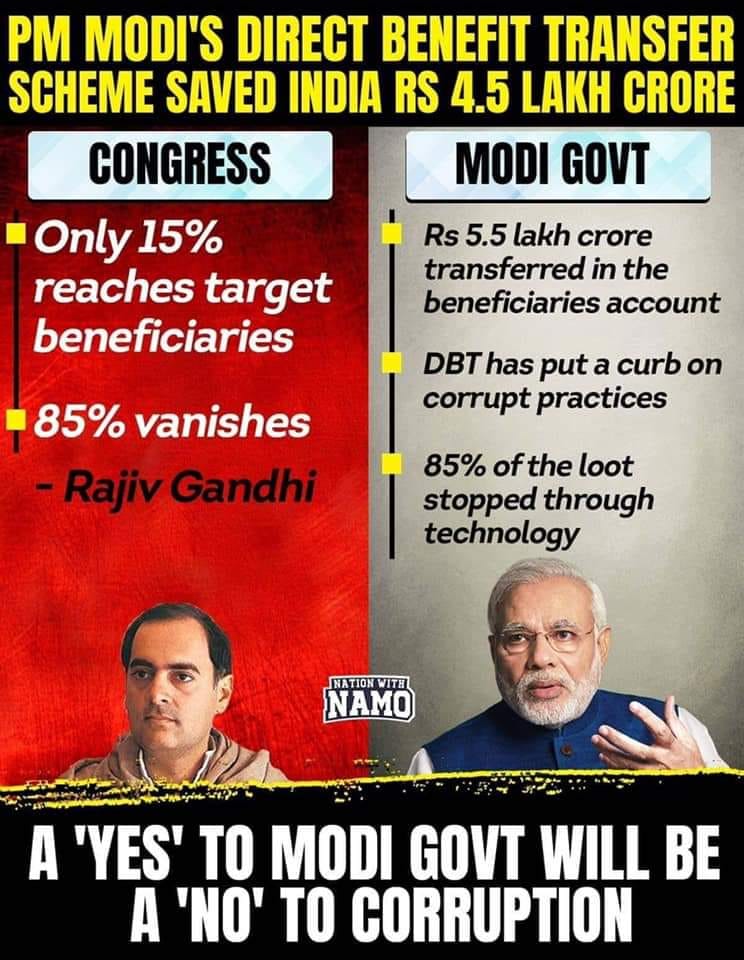 PM MODI'S DIRECT BENEFIT TRANSFER
SCHEME SAVED INDIA RS 4.5 LAKH CRORE
CONGRESS
Only 15%
reaches target
beneficiaries
85% vanishes
- Rajiv Gandhi
MODI GOVT
Rs 5.5 lakh crore
transferred in the
beneficiaries account
DBT has put a curb on
corrupt practices
85% of the loot
stopped through
technology
NATION WITH
NAMO
A 'YES' TO MODI GOVT WILL BE
A 'NO' TO CORRUPTION